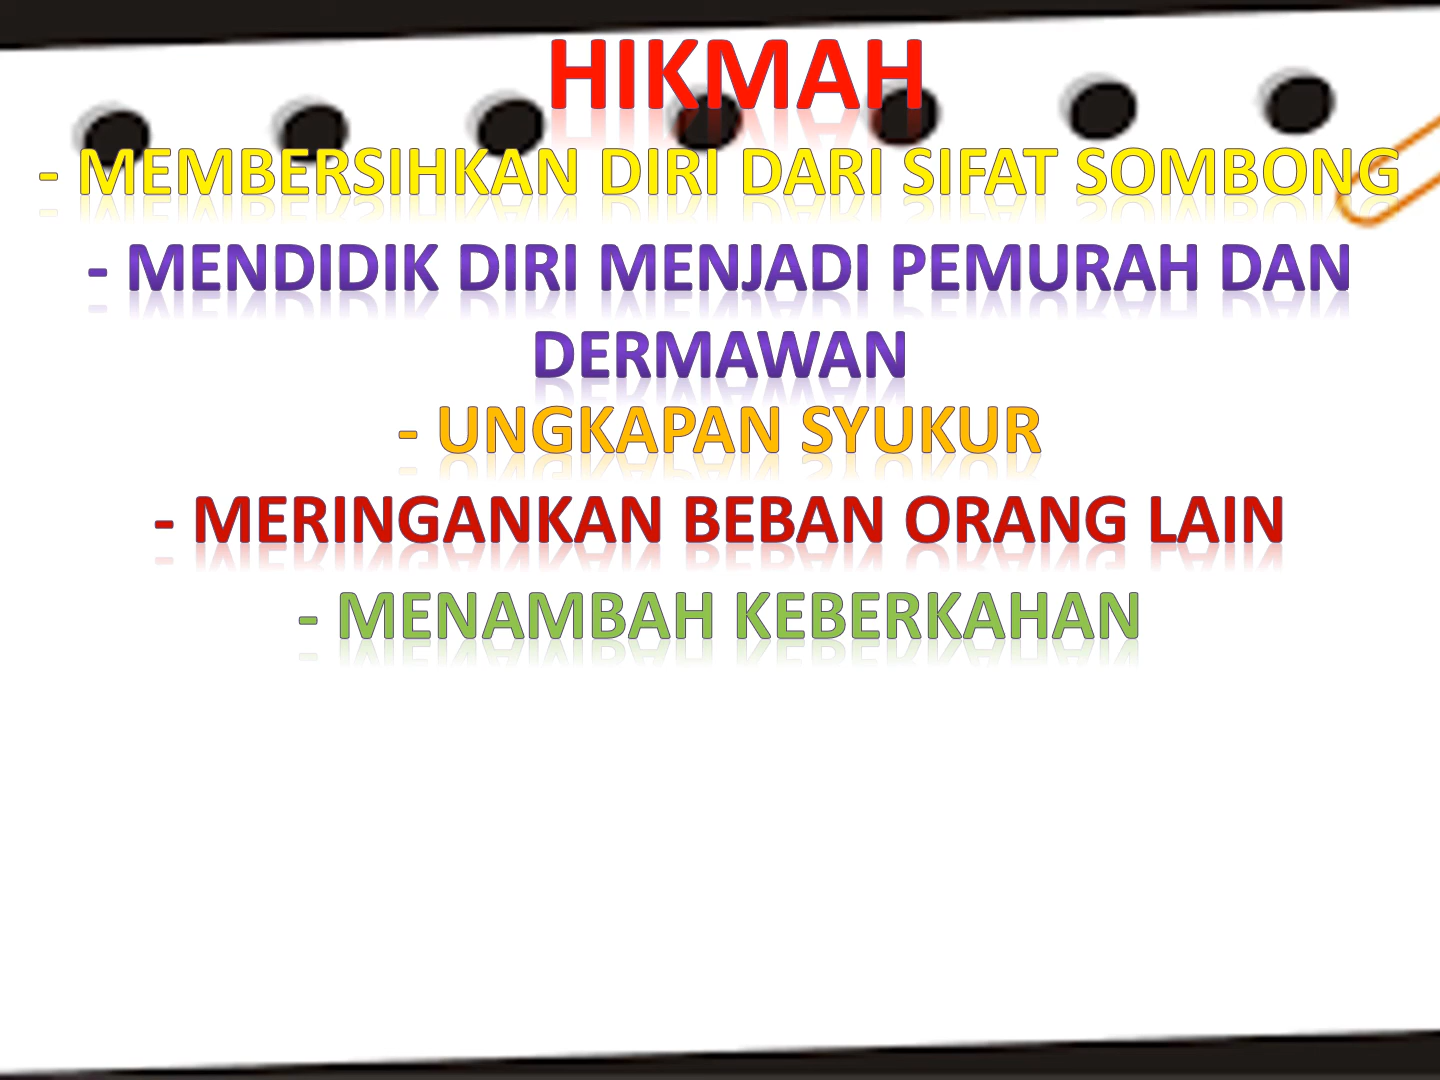 HIKMAH
- MEMBERSIHKAN DIRI DARI SIFAT SOMBONG
- MENDIDIK DIRI MENJADI PEMURAH DAN
DERMAWAN
- UNGKAPAN SYUKUR
- MERINGANKAN BEBAN ORANG LAIN
- MENAMBAH KEBERKAHAN